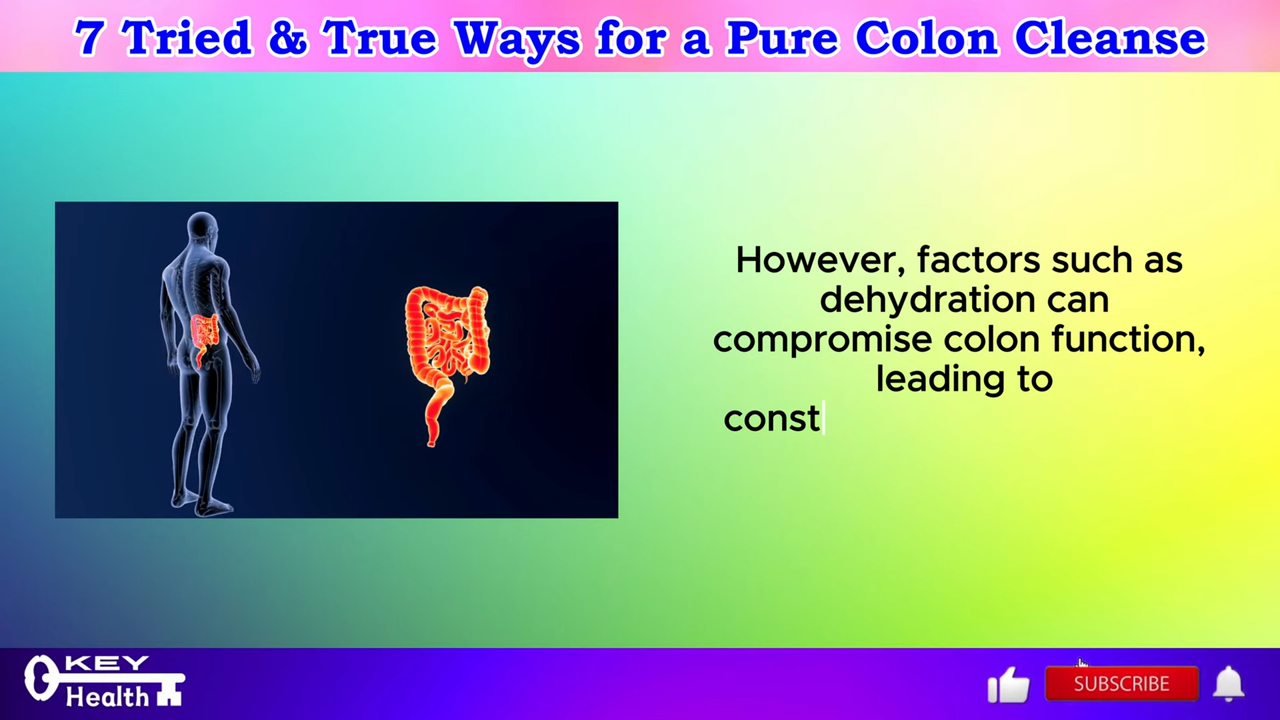 7 Tried & True Ways for a Pure Colon Cleanse
However, factors such as
dehydration can
compromise colon function,
leading to
const
KEY
Health
SUBSCRIBE